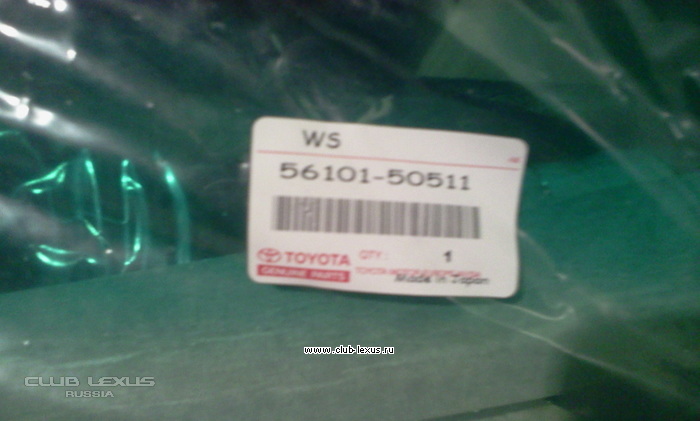 WS
56101-50511
TOYOTA QTY : 1
GENUINE PARTS
Made in Japan
www.club-lexus.ru
CLUB LEXUS
RUSSIA